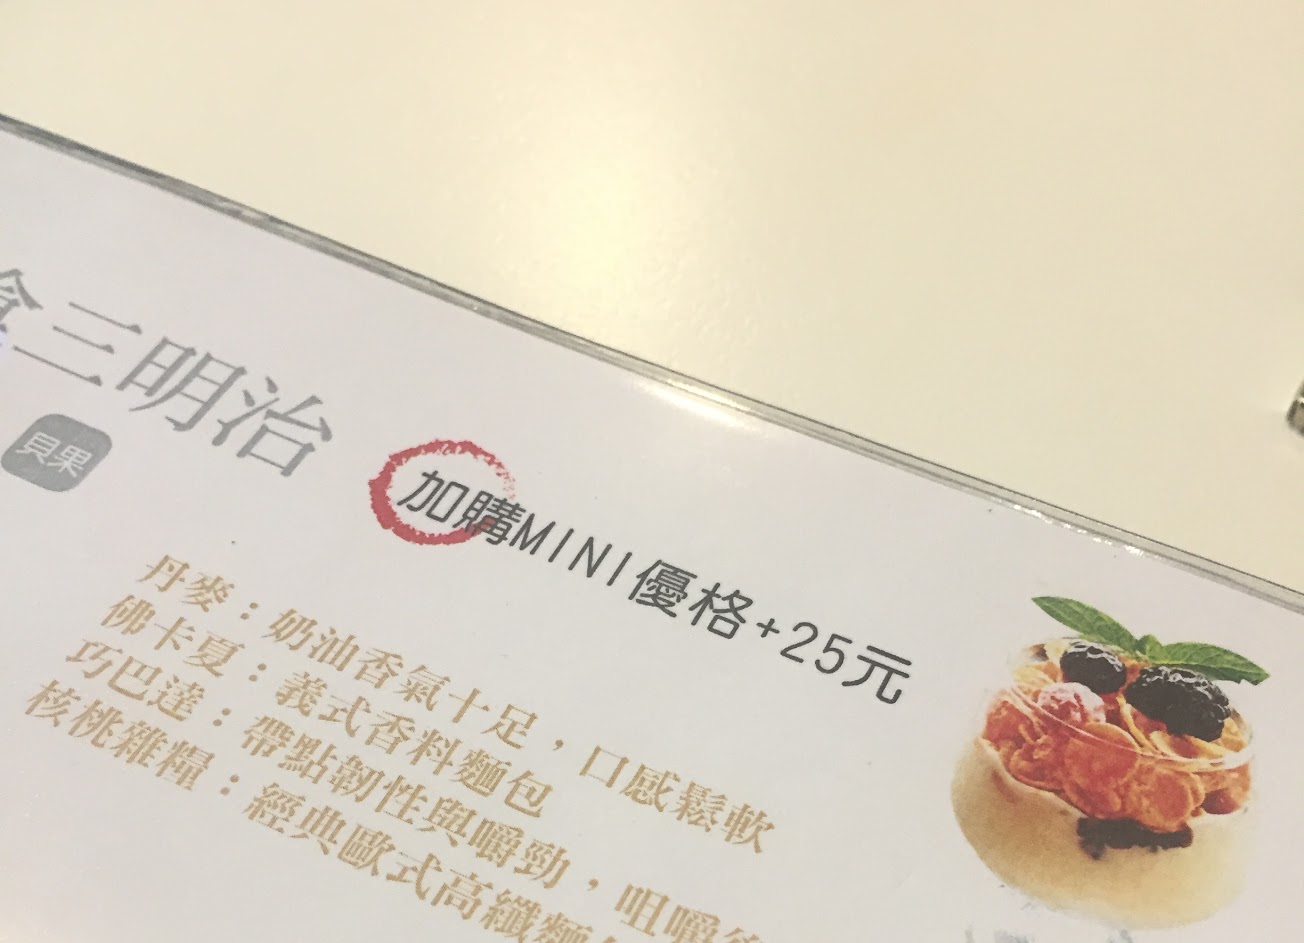 三明治
貝果
加購MINI優格+25元
丹麥：奶油香氣十足，口感鬆軟
佛卡夏：義式香料麵包
巧巴達：帶點韌性與嚼勁，咀嚼
核桃雜糧：經典歐式高纖麵